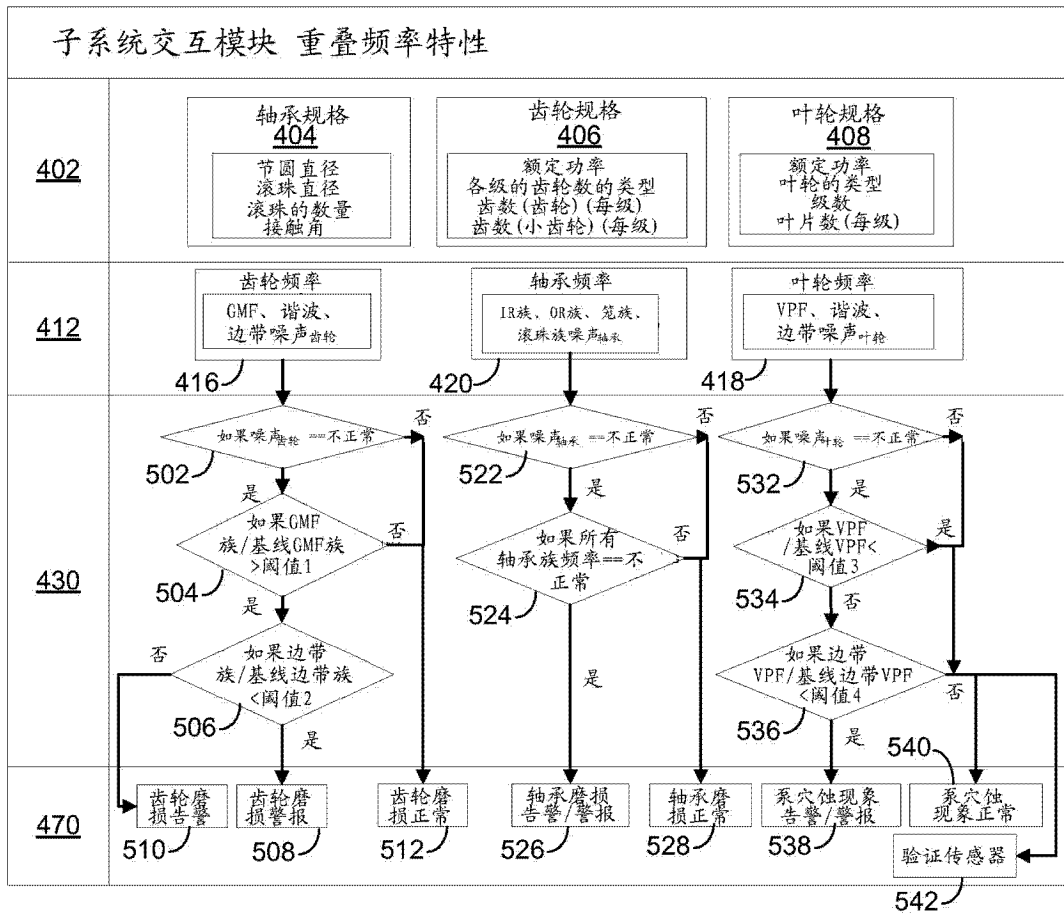 子系统交互模块 重叠频率特性
402
轴承规格
404
节圆直径
滚珠直径
滚珠的数量
接触角
齿轮规格
406
额定功率
各级的齿轮数的类型
齿数(齿轮)(每级)
齿数(小齿轮)(每级)
叶轮规格
408
额定功率
叶轮的类型
级数
叶片数(每级)
412
齿轮频率
GMF、谐波、
边带噪声齿轮
416
轴承频率
IR族、OR族、笼族、
滚珠族噪声轴承
420
叶轮频率
VPF、谐波、
边带噪声叶轮
418
430
如果噪声齿轮==不正常
否
502
是
如果GMF
族/基线GMF族
>阈值1
否
504
是
如果边带
族/基线边带族
<阈值2
否
506
是
如果噪声轴承==不正常
否
522
是
如果所有
轴承族频率==不
正常
否
524
是
如果噪声叶轮==不正常
否
532
是
如果VPF
/基线VPF<
阈值3
是
534
否
如果边带
VPF/基线边带VPF
<阈值4
否
536
是
540
470
齿轮磨
损告警
510
齿轮磨
损警报
508
齿轮磨
损正常
512
轴承磨损
告警/警报
526
轴承磨
损正常
528
泵穴蚀现象
告警/警报
538
泵穴蚀
现象正常
验证传感器
542